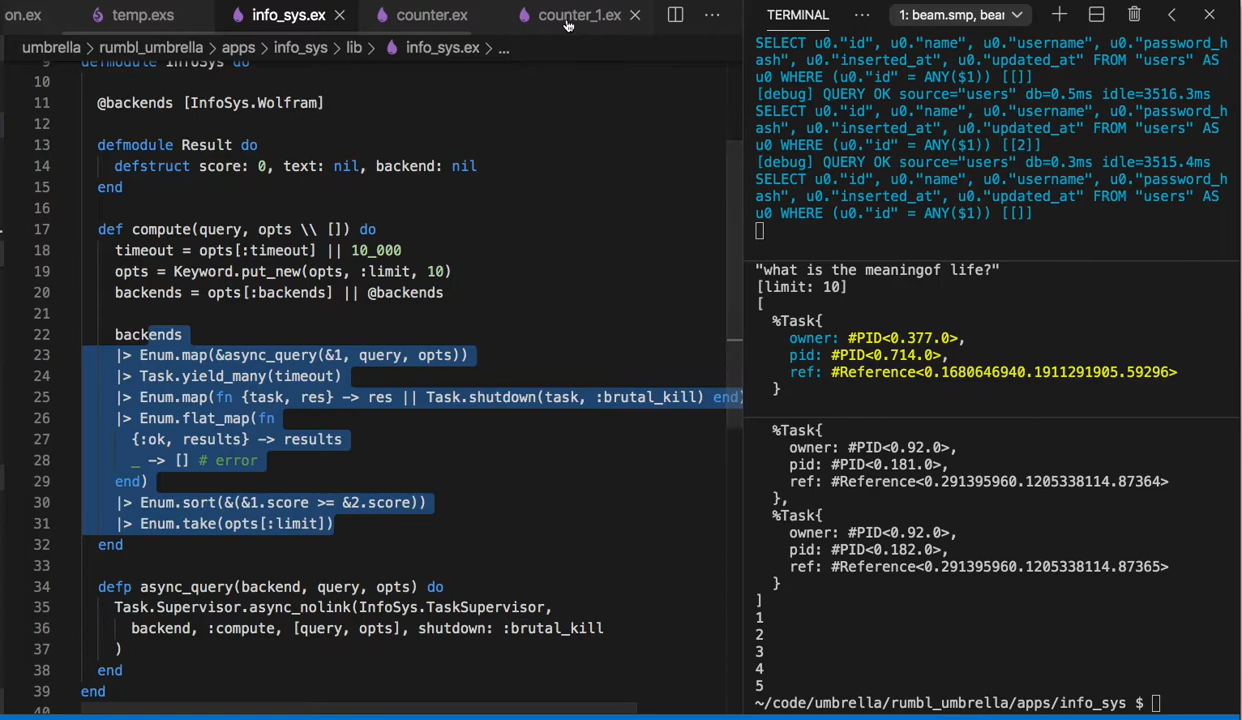 on.ex temp.exs info_sys.ex counter.ex counter_1.ex
umbrella > rumbl_umbrella > apps > info_sys > lib > info_sys.ex > ...
9 defmodule InfoSys do
10
11 @backends [InfoSys.Wolfram]
12
13 defmodule Result do
14 defstruct score: 0, text: nil, backend: nil
15 end
16
17 def compute(query, opts \\ []) do
18 timeout = opts[:timeout] || 10_000
19 opts = Keyword.put_new(opts, :limit, 10)
20 backends = opts[:backends] || @backends
21
22 backends
23 |> Enum.map(&async_query(&1, query, opts))
24 |> Task.yield_many(timeout)
25 |> Enum.map(fn {task, res} -> res || Task.shutdown(task, :brutal_kill) end)
26 |> Enum.flat_map(fn
27 {:ok, results} -> results
28 _ -> [] # error
29 end)
30 |> Enum.sort(&(&1.score >= &2.score))
31 |> Enum.take(opts[:limit])
32 end
33
34 defp async_query(backend, query, opts) do
35 Task.Supervisor.async_nolink(InfoSys.TaskSupervisor,
36 backend, :compute, [query, opts], shutdown: :brutal_kill
37 )
38 end
39 end
40
TERMINAL ... 1: beam.smp, bear
SELECT u0."id", u0."name", u0."username", u0."password_h
ash", u0."inserted_at", u0."updated_at" FROM "users" AS
u0 WHERE (u0."id" = ANY($1)) [[]]
[debug] QUERY OK source="users" db=0.5ms idle=3516.3ms
SELECT u0."id", u0."name", u0."username", u0."password_h
ash", u0."inserted_at", u0."updated_at" FROM "users" AS
u0 WHERE (u0."id" = ANY($1)) [[2]]
[debug] QUERY OK source="users" db=0.3ms idle=3515.4ms
SELECT u0."id", u0."name", u0."username", u0."password_h
ash", u0."inserted_at", u0."updated_at" FROM "users" AS
u0 WHERE (u0."id" = ANY($1)) [[]]
"what is the meaningof life?"
[limit: 10]
[
%Task{
owner: #PID<0.377.0>,
pid: #PID<0.714.0>,
ref: #Reference<0.1680646940.1911291905.59296>
}
%Task{
owner: #PID<0.92.0>,
pid: #PID<0.181.0>,
ref: #Reference<0.291395960.1205338114.87364>
},
%Task{
owner: #PID<0.92.0>,
pid: #PID<0.182.0>,
ref: #Reference<0.291395960.1205338114.87365>
}
]
1
2
3
4
5
~/code/umbrella/rumbl_umbrella/apps/info_sys $